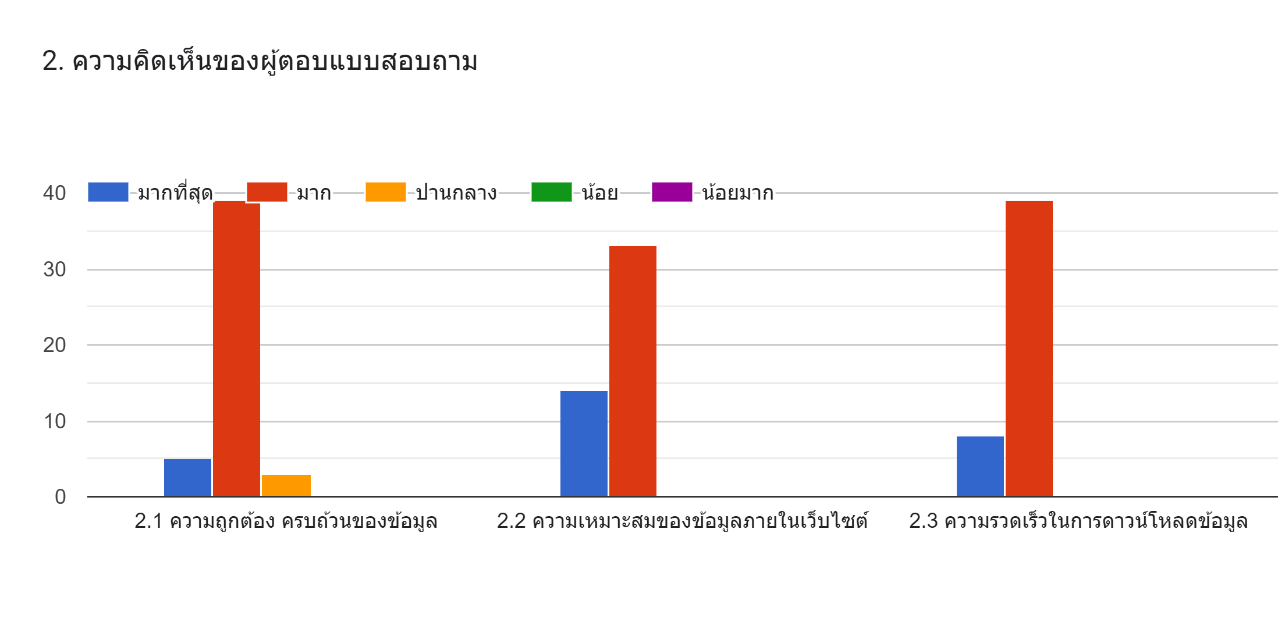 2. ความคิดเห็นของผู้ตอบแบบสอบถาม
มากที่สุด มาก ปานกลาง น้อย น้อยมาก
40
30
20
10
0
2.1 ความถูกต้อง ครบถ้วนของข้อมูล 2.2 ความเหมาะสมของข้อมูลภายในเว็บไซต์ 2.3 ความรวดเร็วในการดาวน์โหลดข้อมูล